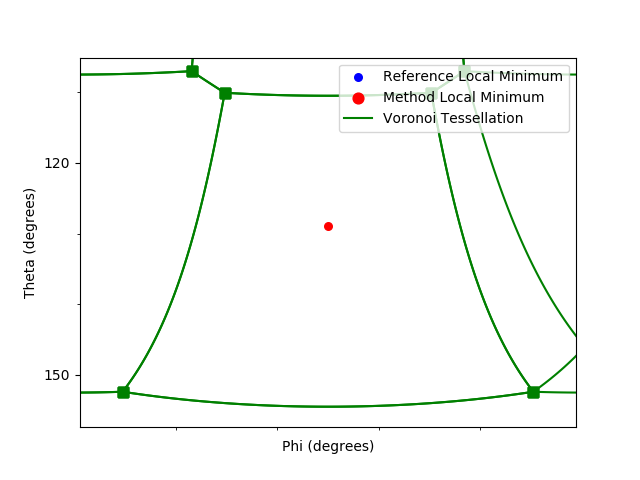 Reference Local Minimum
Method Local Minimum
Voronoi Tessellation
120
150
Theta (degrees)
Phi (degrees)